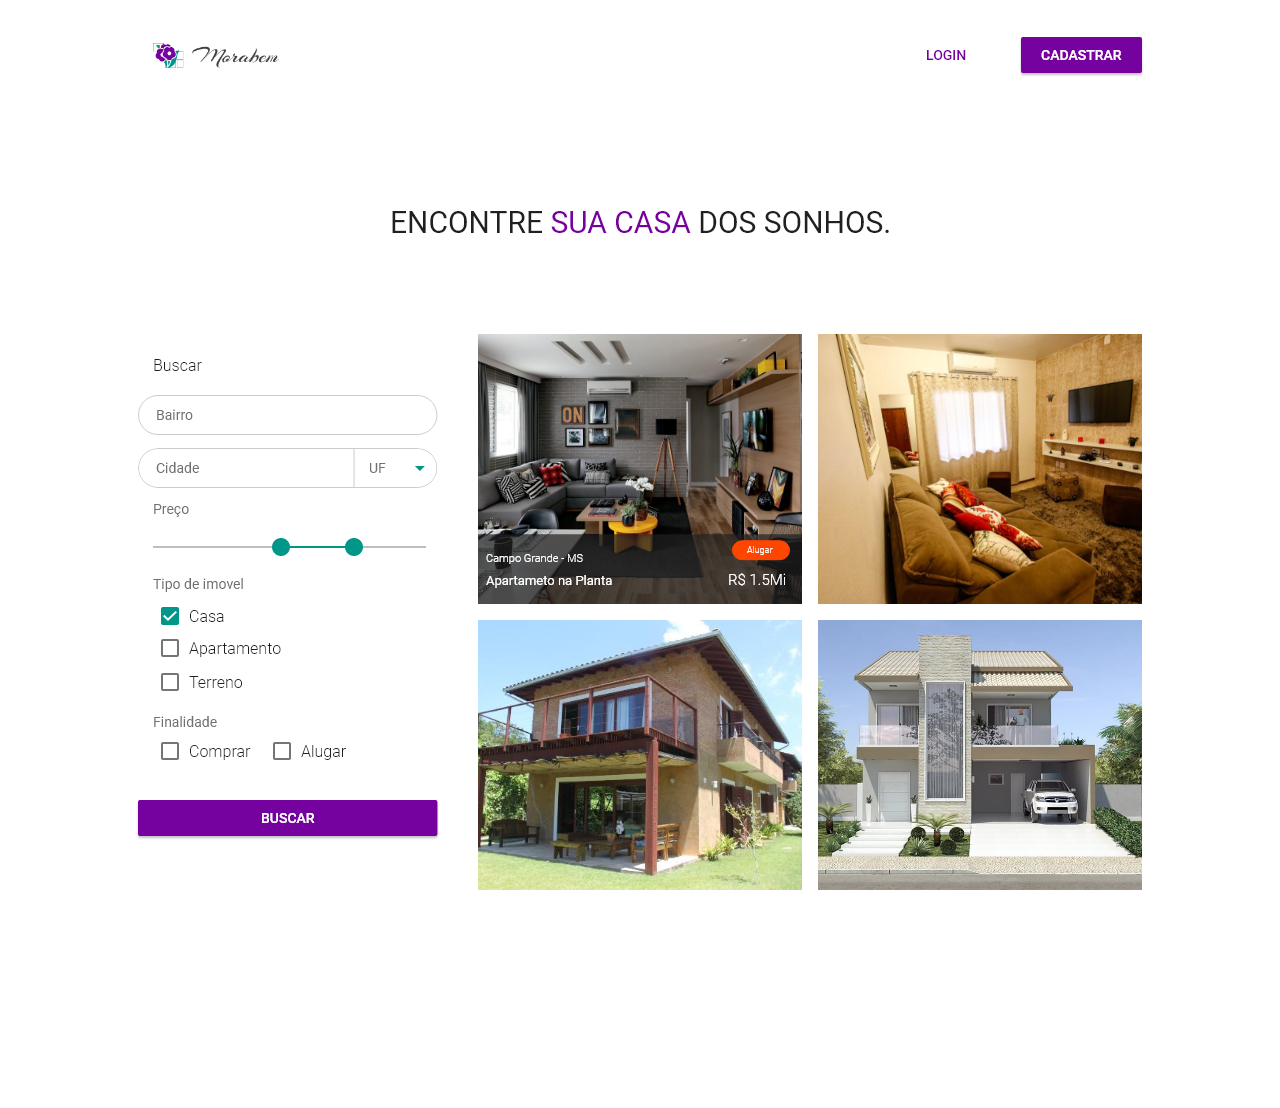 Morabem
LOGIN
CADASTRAR
ENCONTRE SUA CASA DOS SONHOS.
Buscar
Bairro
Cidade
UF
Preço
Tipo de imovel
Casa
Apartamento
Terreno
Finalidade
Comprar
Alugar
BUSCAR
ON
Alugar
Campo Grande - MS
Apartameto na Planta
R$ 1.5Mi